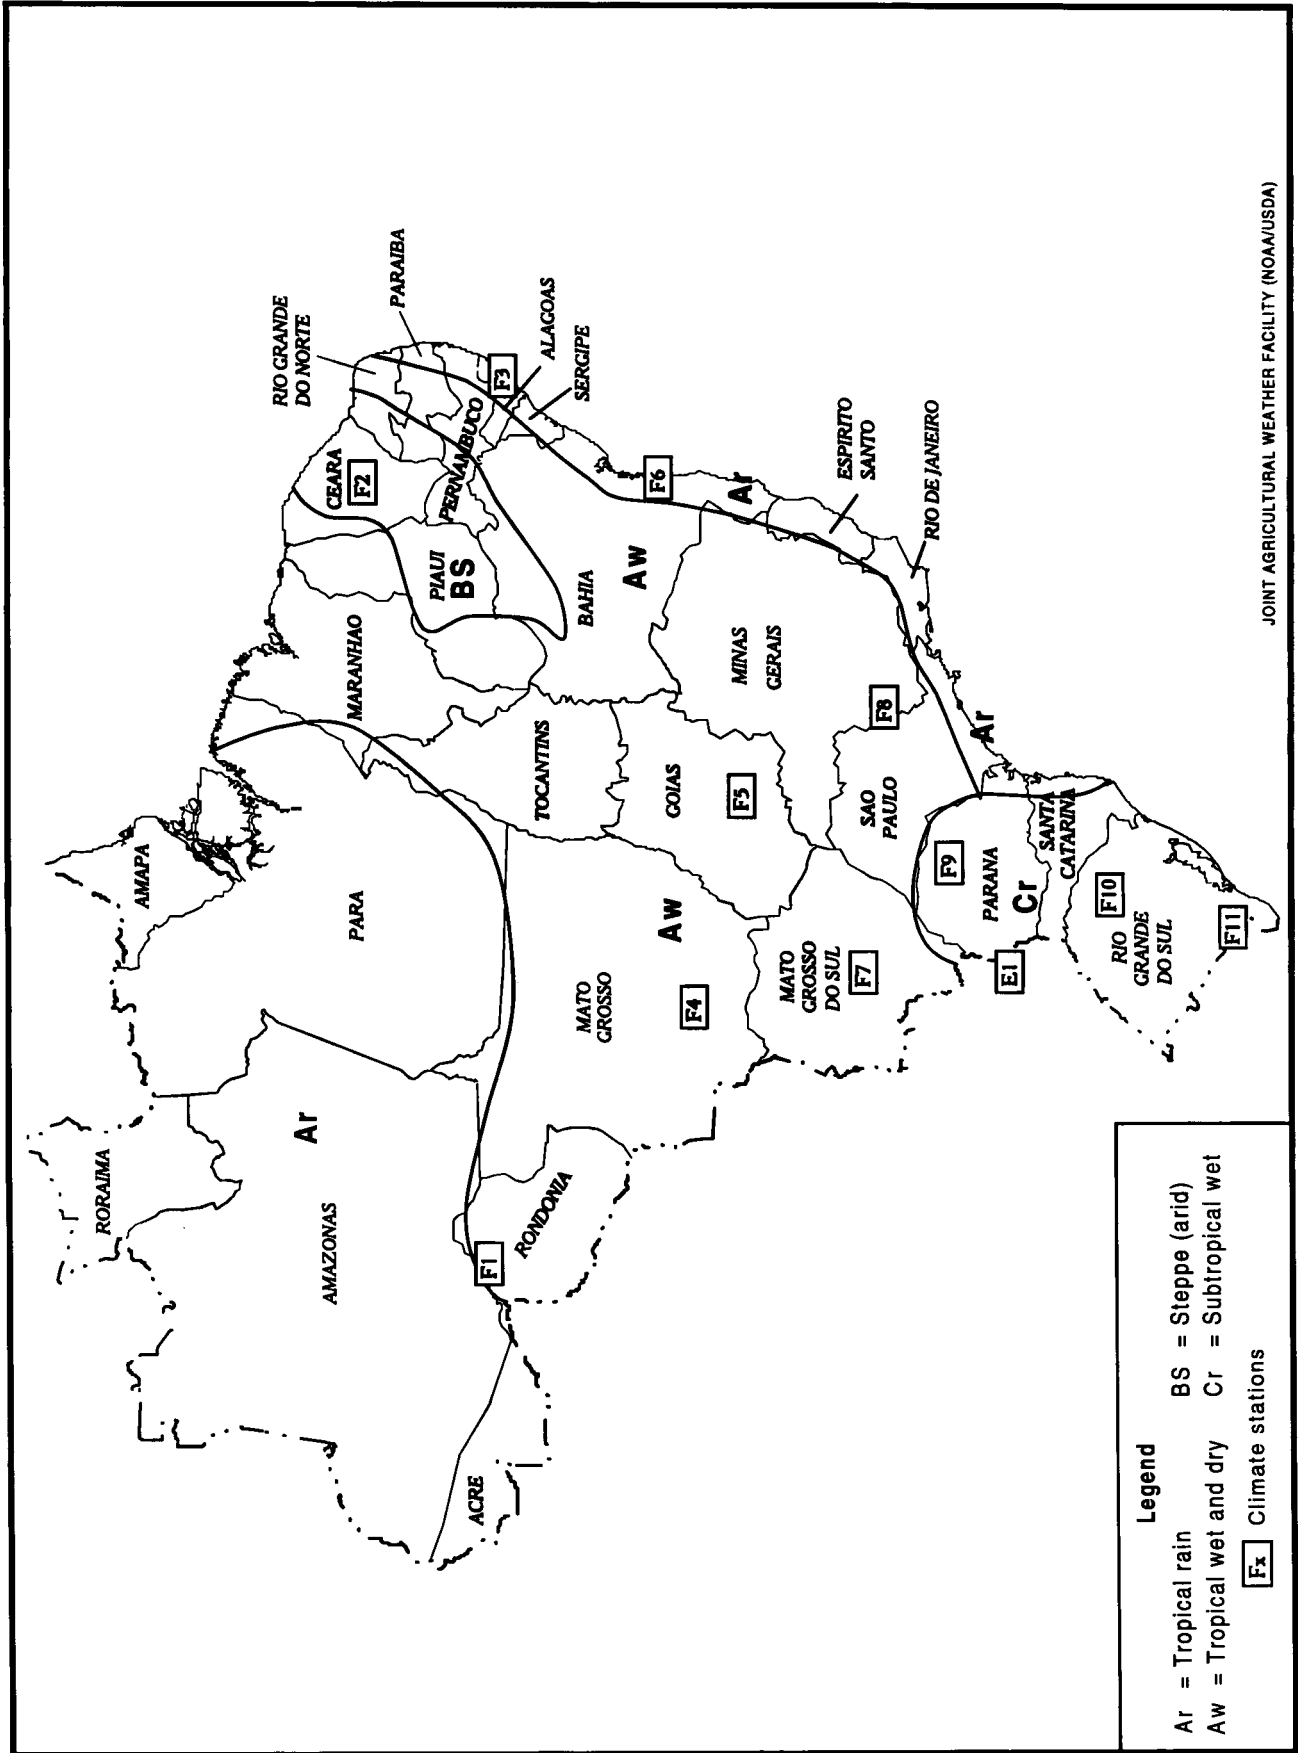 RORAIMA
AMAPA
AMAZONAS
Ar
PARA
MARANHAO
CEARA
F2
RIO GRANDE
DO NORTE
PARAIBA
PIAUI
BS
PERNAMBUCO
F3
ALAGOAS
SERGIPE
ACRE
F1
RONDONIA
TOCANTINS
BAHIA
Aw
F6
Ar
MATO
GROSSO
Aw
F4
GOIAS
F5
MINAS
GERAIS
ESPIRITO
SANTO
RIO DE JANEIRO
MATO
GROSSO
DO SUL
F7
SAO
PAULO
F8
Ar
F9
PARANA
Cr
E1
SANTA
CATARINA
F10
RIO
GRANDE
DO SUL
F11
Legend
Ar = Tropical rain BS = Steppe (arid)
Aw = Tropical wet and dry Cr = Subtropical wet
Fx Climate stations
JOINT AGRICULTURAL WEATHER FACILITY (NOAA/USDA)